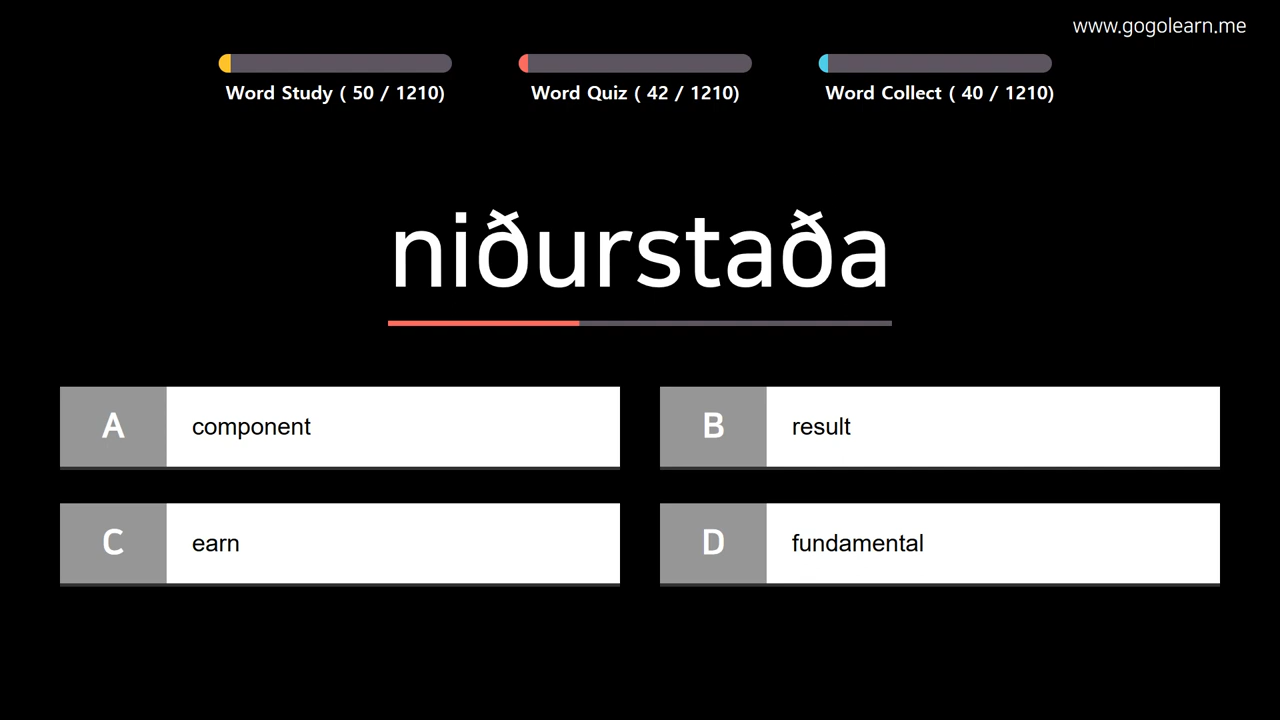 www.gogolearn.me
Word Study ( 50 / 1210)
Word Quiz ( 42 / 1210)
Word Collect ( 40 / 1210)
niðurstaða
A component
B result
C earn
D fundamental